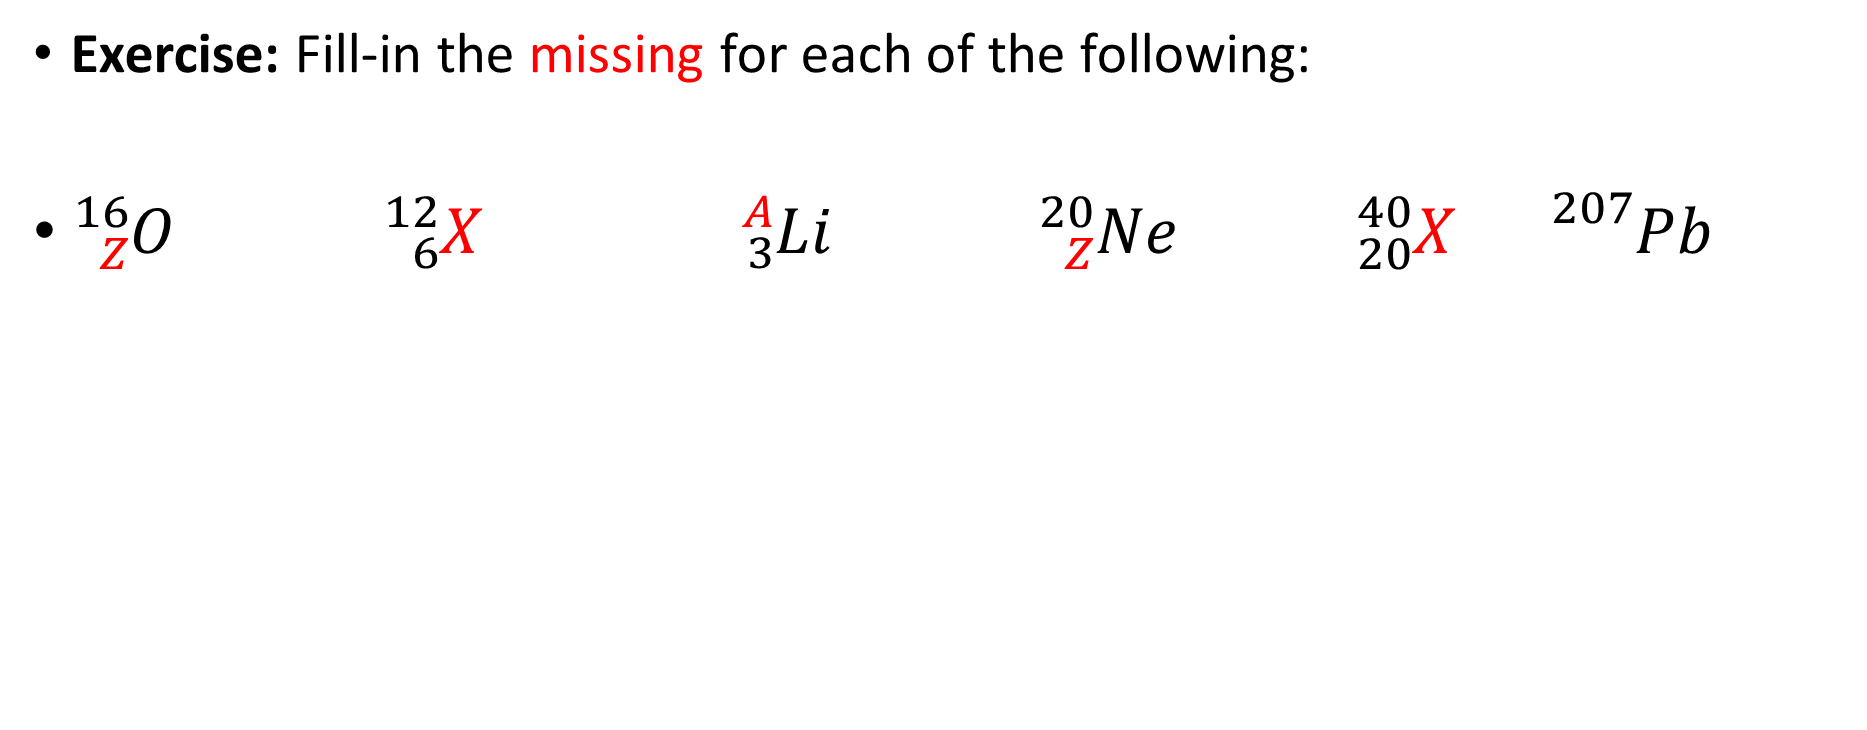 • Exercise: Fill-in the missing for each of the following:
• ¹⁶_Z O ¹²₆X ᴬ₃Li ²⁰_Z Ne ⁴⁰₂₀X ²⁰⁷Pb